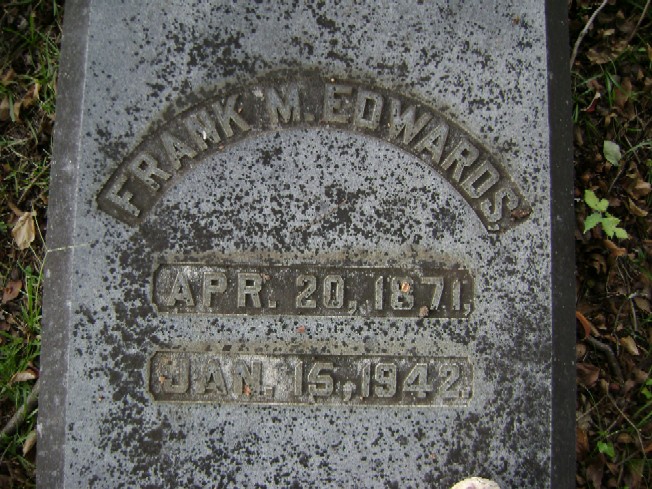 FRANK M. EDWARDS,
APR. 20, 1871,
JAN. 15, 1942.